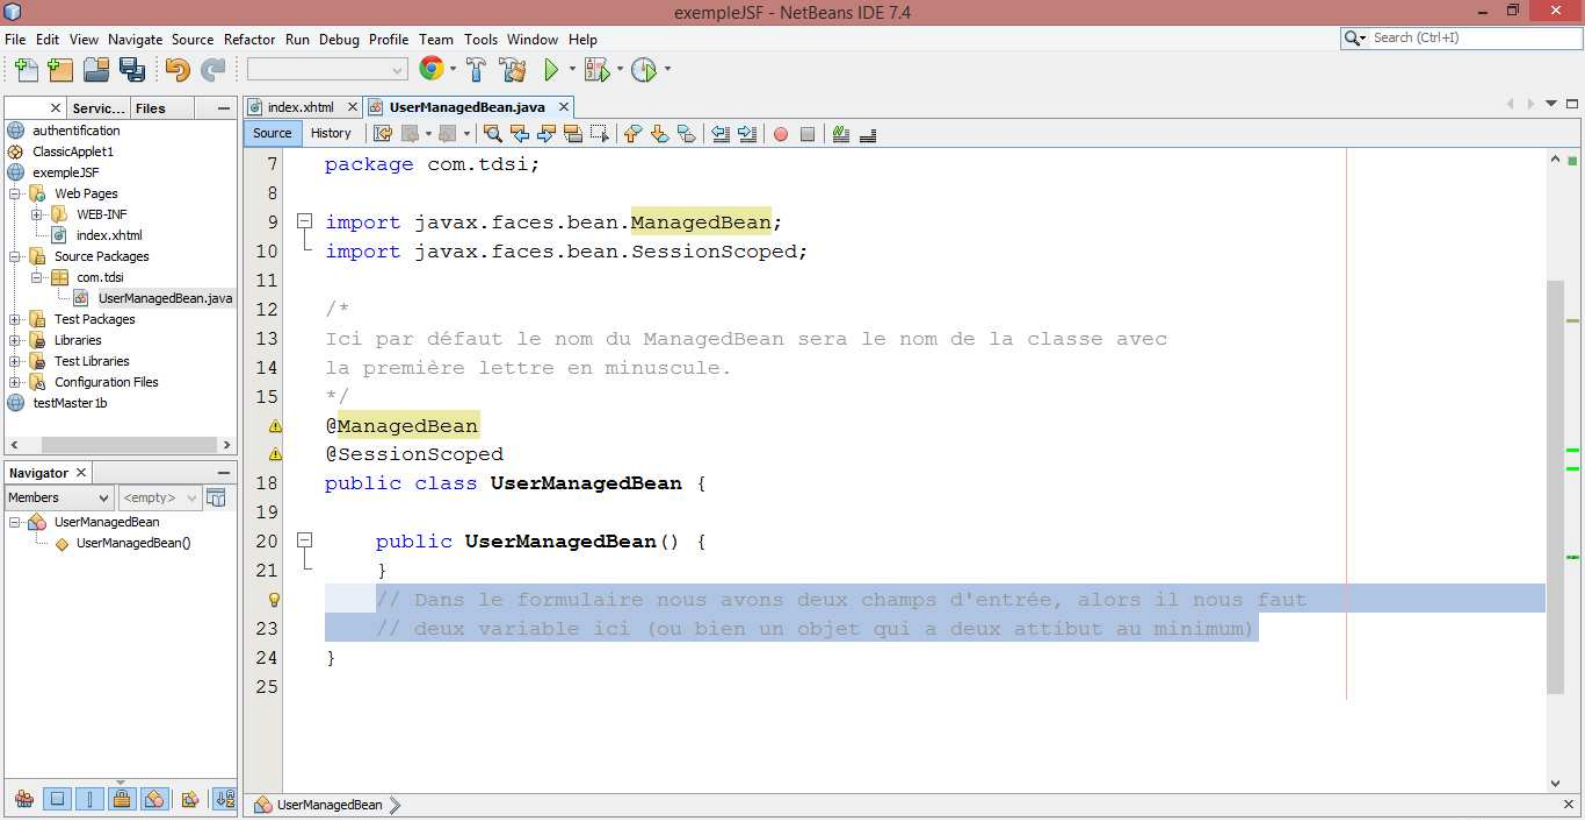 exempleJSF - NetBeans IDE 7.4
File Edit View Navigate Source Refactor Run Debug Profile Team Tools Window Help
Search (Ctrl+I)
Servic... Files
index.xhtml UserManagedBean.java
Source History
authentification
ClassicApplet1
exempleJSF
Web Pages
WEB-INF
index.xhtml
Source Packages
com.tdsi
UserManagedBean.java
Test Packages
Libraries
Test Libraries
Configuration Files
testMaster1b
Navigator
Members <empty>
UserManagedBean
UserManagedBean()
7 package com.tdsi;
8
9 import javax.faces.bean.ManagedBean;
10 import javax.faces.bean.SessionScoped;
11
12 /*
13 Ici par défaut le nom du ManagedBean sera le nom de la classe avec
14 la première lettre en minuscule.
15 */
@ManagedBean
@SessionScoped
18 public class UserManagedBean {
19
20 public UserManagedBean() {
21 }
// Dans le formulaire nous avons deux champs d'entrée, alors il nous faut
23 // deux variable ici (ou bien un objet qui a deux attibut au minimum)
24 }
25
UserManagedBean